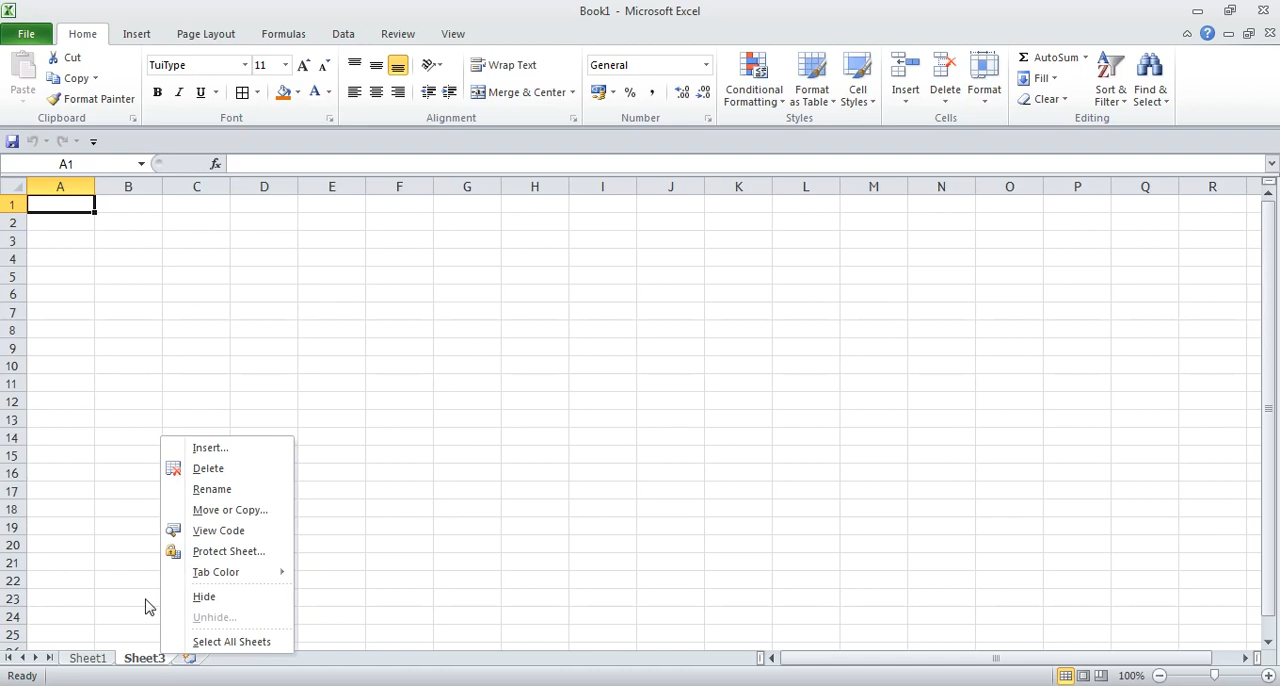 Book1 - Microsoft Excel
File Home Insert Page Layout Formulas Data Review View
Paste
Cut
Copy
Format Painter
Clipboard
TuiType 11
B I U
Font
Wrap Text
Merge & Center
Alignment
General
%
,
Number
Conditional Formatting
Format as Table
Cell Styles
Styles
Insert
Delete
Format
Cells
Σ AutoSum
Fill
Clear
Sort & Filter
Find & Select
Editing
A1
fx
A B C D E F G H I J K L M N O P Q R
1
2
3
4
5
6
7
8
9
10
11
12
13
14
15
16
17
18
19
20
21
22
23
24
25
Insert...
Delete
Rename
Move or Copy...
View Code
Protect Sheet...
Tab Color
Hide
Unhide...
Select All Sheets
Sheet1 Sheet3
Ready
100%